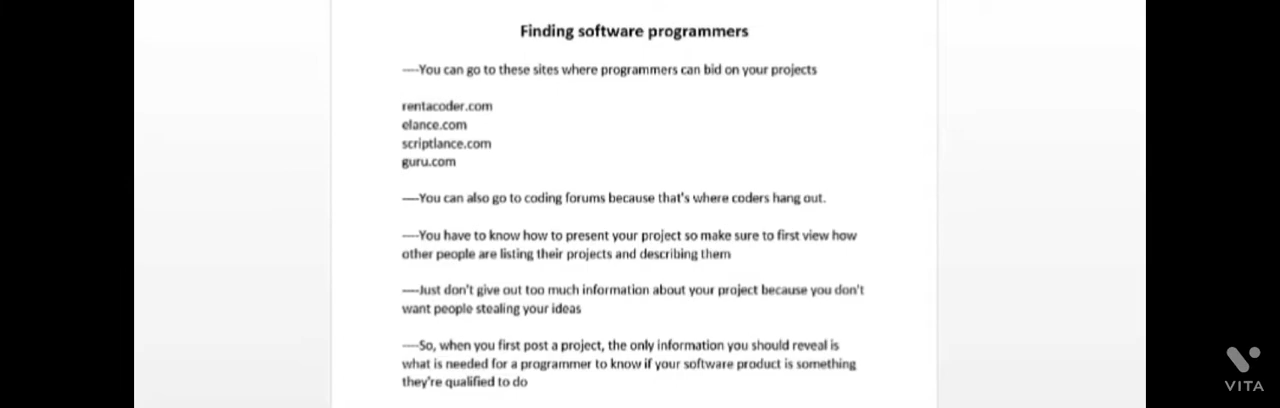 Finding software programmers
----You can go to these sites where programmers can bid on your projects
rentacoder.com
elance.com
scriptlance.com
guru.com
----You can also go to coding forums because that's where coders hang out.
----You have to know how to present your project so make sure to first view how
other people are listing their projects and describing them
----Just don't give out too much information about your project because you don't
want people stealing your ideas
----So, when you first post a project, the only information you should reveal is
what is needed for a programmer to know if your software product is something
they're qualified to do
VITA